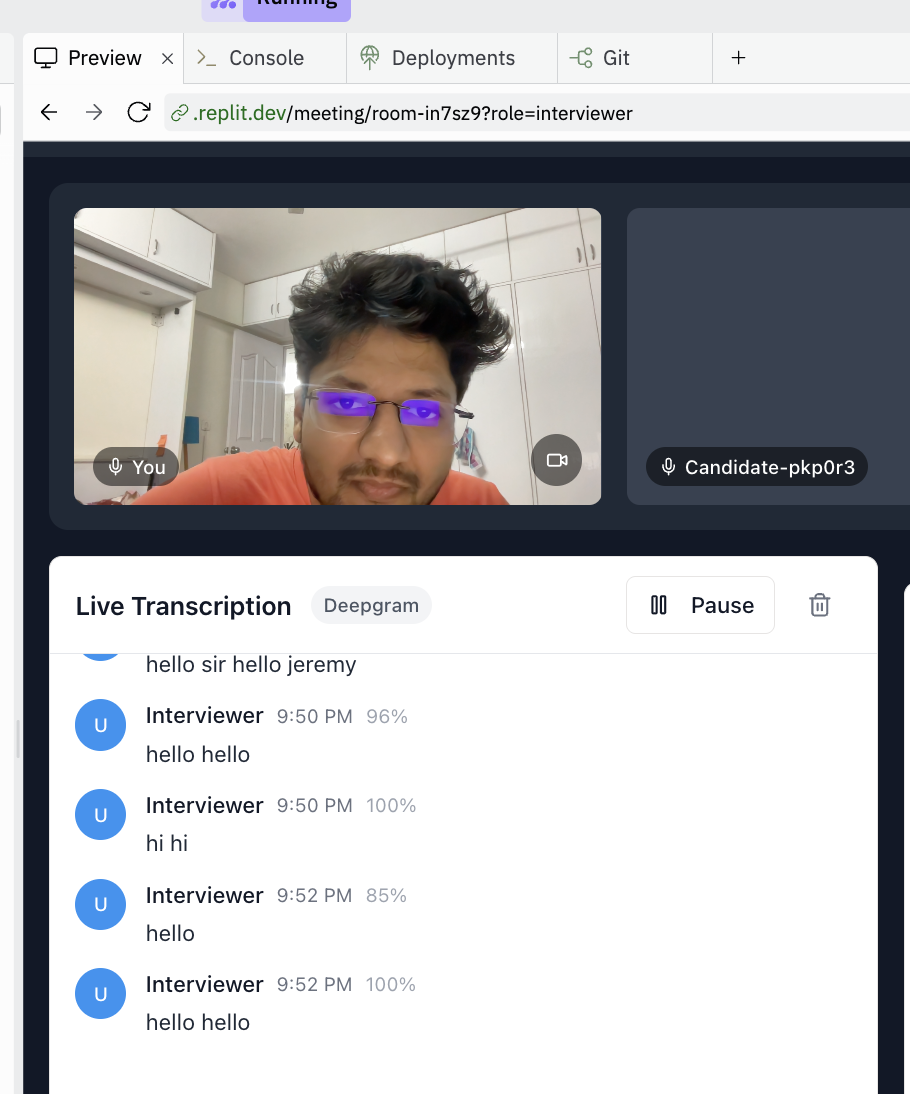 Running
Preview
Console
Deployments
Git
.replit.dev/meeting/room-in7sz9?role=interviewer
You
Candidate-pkp0r3
Live Transcription
Deepgram
Pause
hello sir hello jeremy
U
Interviewer 9:50 PM 96%
hello hello
U
Interviewer 9:50 PM 100%
hi hi
U
Interviewer 9:52 PM 85%
hello
U
Interviewer 9:52 PM 100%
hello hello